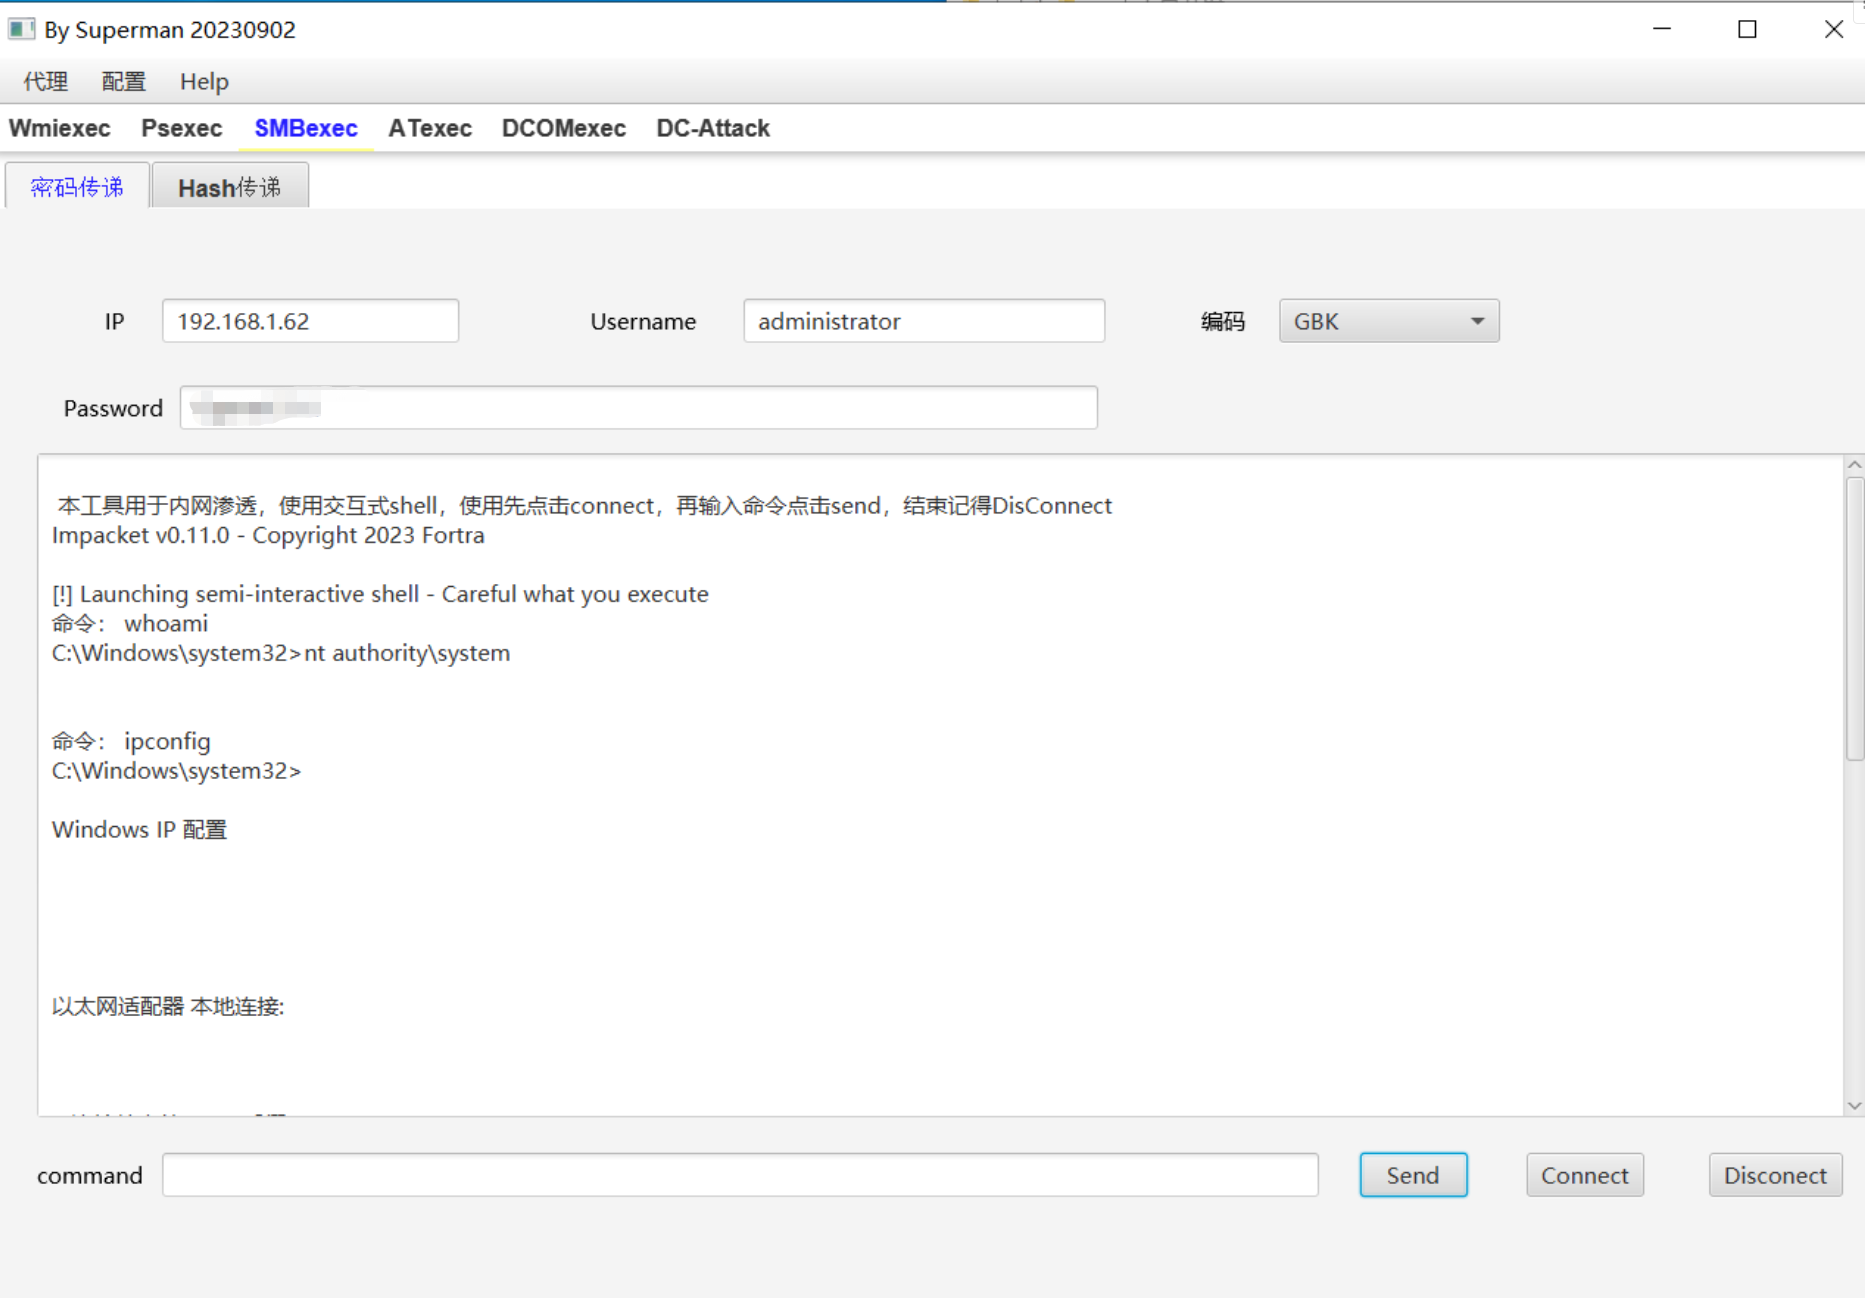 By Superman 20230902
代理 配置 Help
Wmiexec Psexec SMBexec ATexec DCOMexec DC-Attack
密码传递 Hash传递
IP 192.168.1.62 Username administrator 编码 GBK
Password
本工具用于内网渗透，使用交互式shell，使用先点击connect，再输入命令点击send，结束记得DisConnect
Impacket v0.11.0 - Copyright 2023 Fortra
[!] Launching semi-interactive shell - Careful what you execute
命令： whoami
C:\Windows\system32>nt authority\system
命令： ipconfig
C:\Windows\system32>
Windows IP 配置
以太网适配器 本地连接:
command Send Connect Disconect